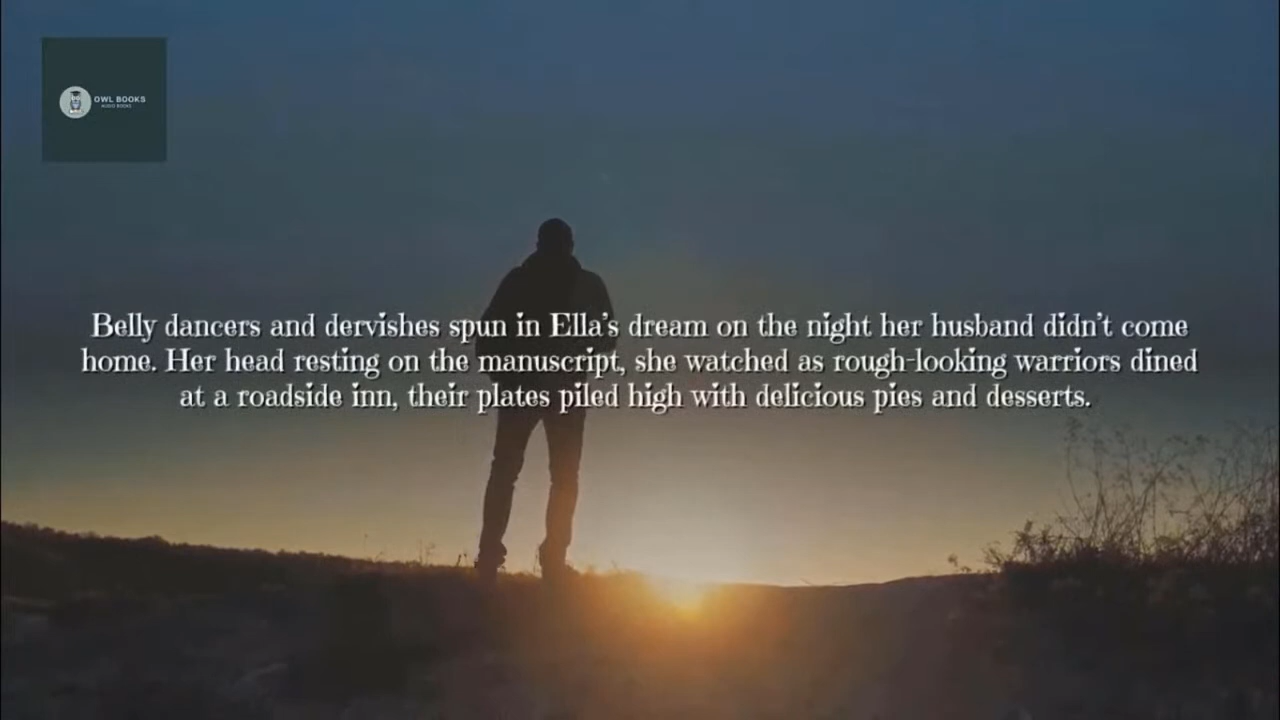 OWL BOOKS
AUDIO BOOKS
Belly dancers and dervishes spun in Ella's dream on the night her husband didn't come
home. Her head resting on the manuscript, she watched as rough-looking warriors dined
at a roadside inn, their plates piled high with delicious pies and desserts.